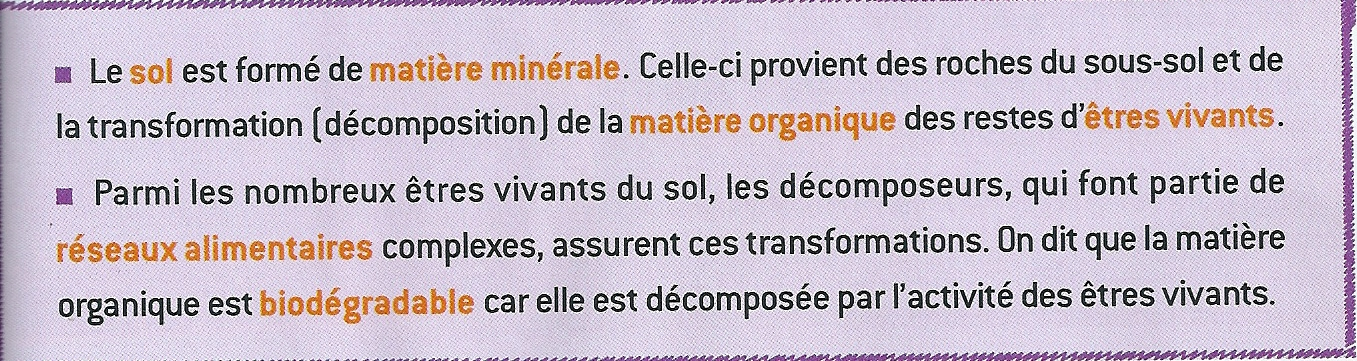 ■ Le sol est formé de matière minérale. Celle-ci provient des roches du sous-sol et de
la transformation (décomposition) de la matière organique des restes d'êtres vivants.
■ Parmi les nombreux êtres vivants du sol, les décomposeurs, qui font partie de
réseaux alimentaires complexes, assurent ces transformations. On dit que la matière
organique est biodégradable car elle est décomposée par l'activité des êtres vivants.